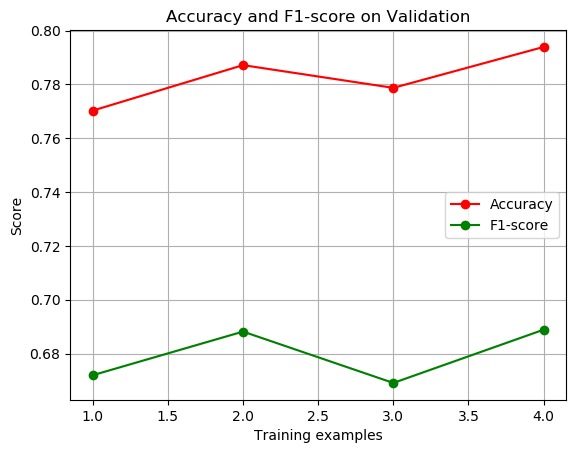 Accuracy and F1-score on Validation
0.80
0.78
0.76
0.74
0.72
0.70
0.68
Score
Accuracy
F1-score
1.0 1.5 2.0 2.5 3.0 3.5 4.0
Training examples